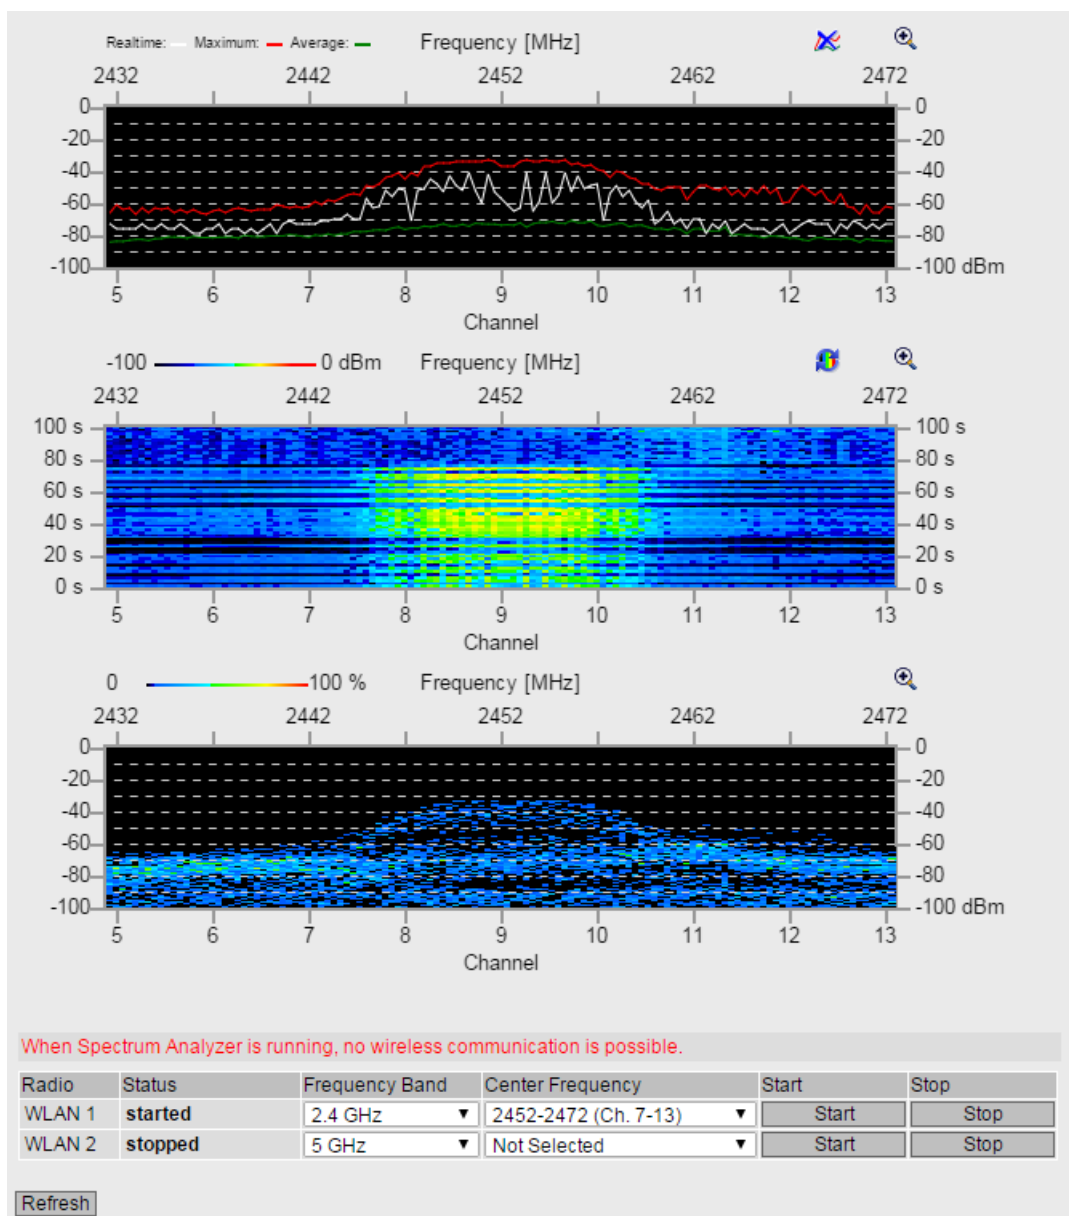 Realtime: Maximum: Average: Frequency [MHz]
2432 2442 2452 2462 2472
0 0
-20 -20
-40 -40
-60 -60
-80 -80
-100 -100 dBm
5 6 7 8 9 10 11 12 13
Channel
-100 0 dBm Frequency [MHz]
2432 2442 2452 2462 2472
100 s 100 s
80 s 80 s
60 s 60 s
40 s 40 s
20 s 20 s
0 s 0 s
5 6 7 8 9 10 11 12 13
Channel
0 100 % Frequency [MHz]
2432 2442 2452 2462 2472
0 0
-20 -20
-40 -40
-60 -60
-80 -80
-100 -100 dBm
5 6 7 8 9 10 11 12 13
Channel
When Spectrum Analyzer is running, no wireless communication is possible.
Radio Status Frequency Band Center Frequency Start Stop
WLAN 1 started 2.4 GHz 2452-2472 (Ch. 7-13) Start Stop
WLAN 2 stopped 5 GHz Not Selected Start Stop
Refresh